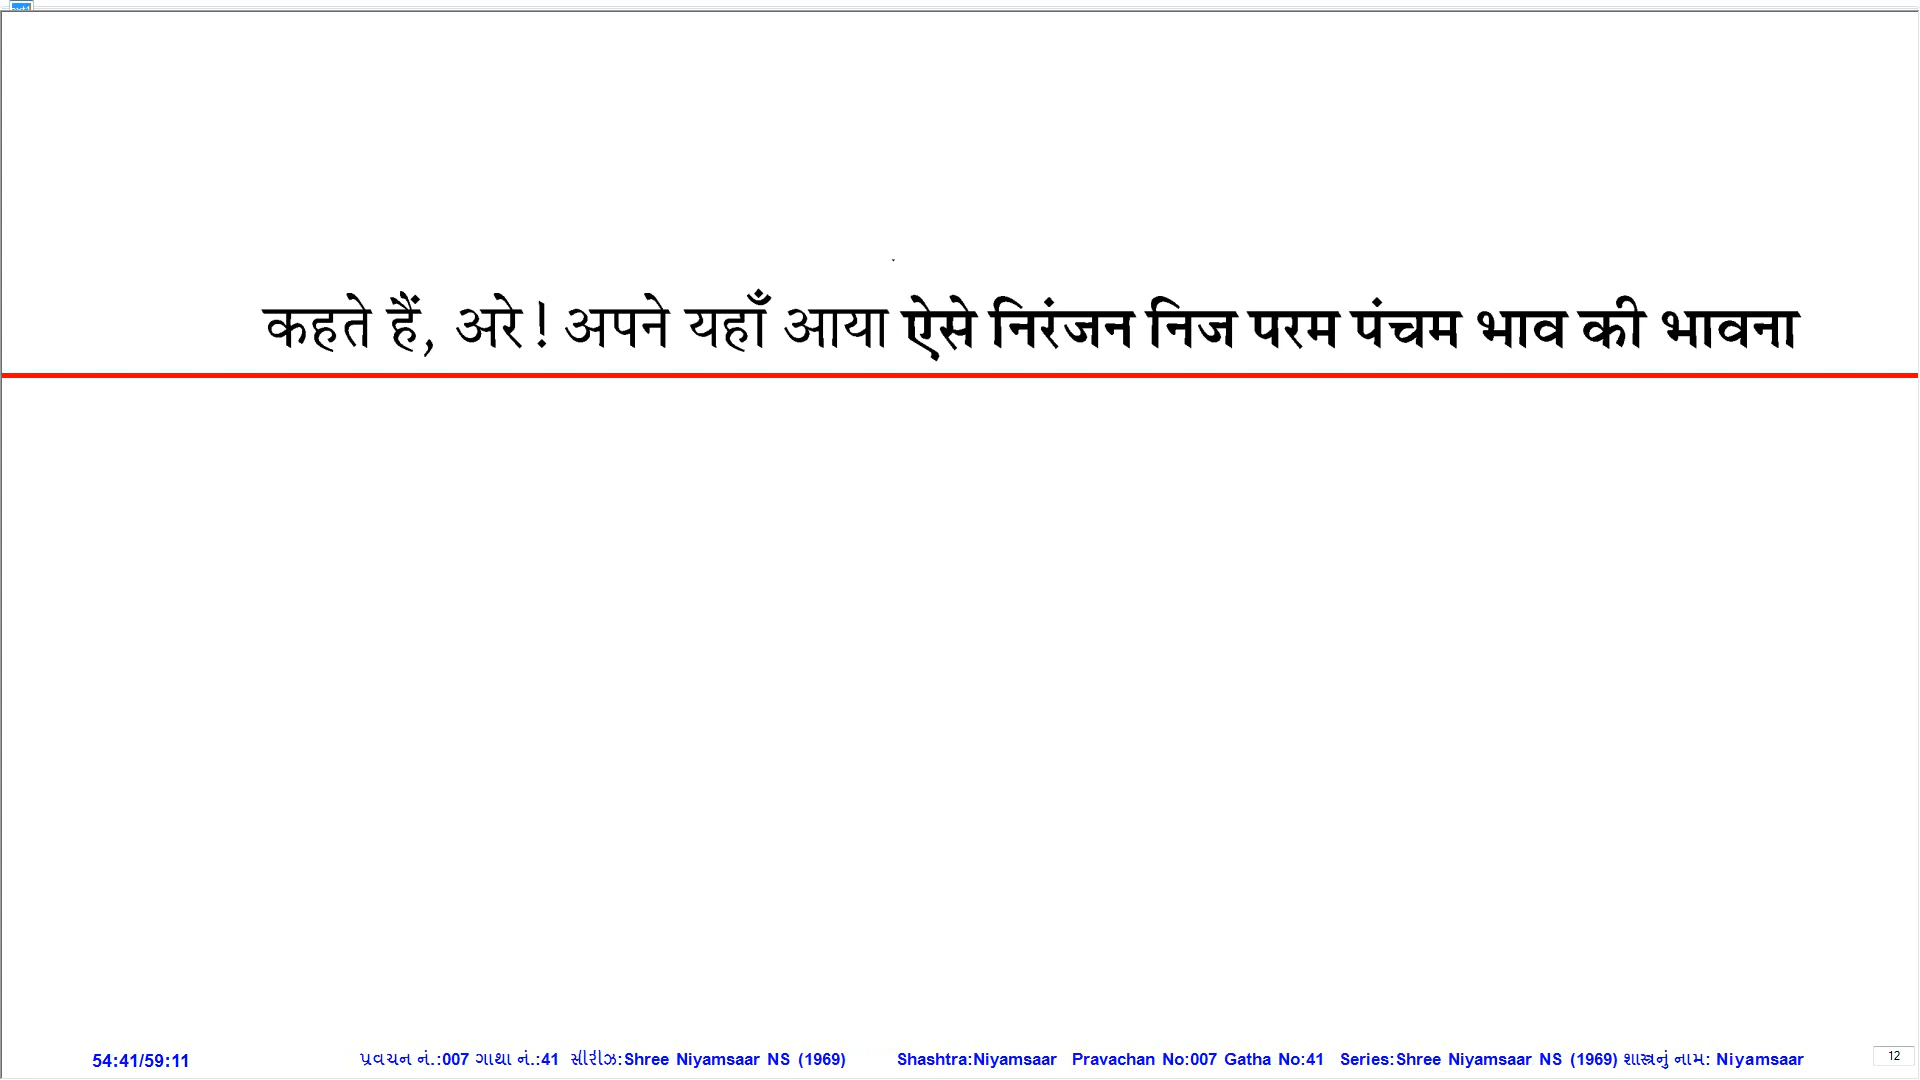 कहते हैं, अरे! अपने यहाँ आया ऐसे निरंजन निज परम पंचम भाव की भावना
54:41/59:11 પ્રવચન નં.:007 ગાથા નં.:41 સીરીઝ:Shree Niyamsaar NS (1969) Shashtra:Niyamsaar Pravachan No:007 Gatha No:41 Series:Shree Niyamsaar NS (1969) શાસ્ત્રનું નામ: Niyamsaar 12